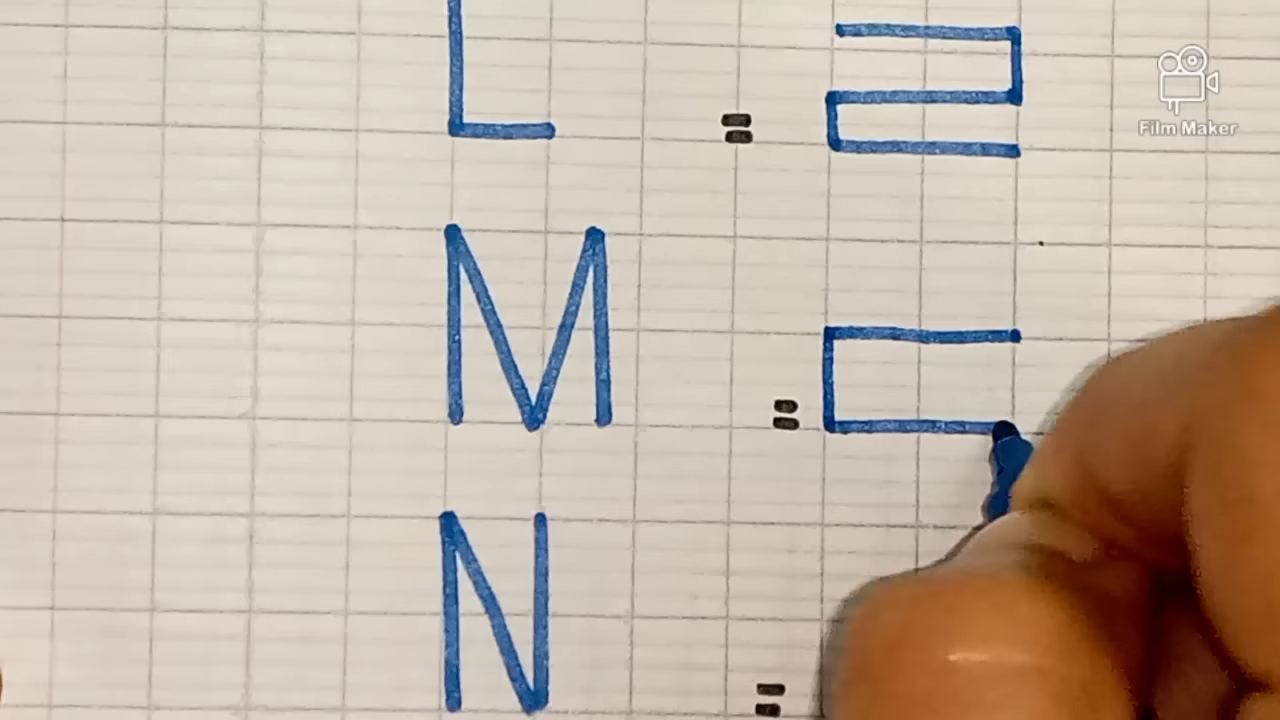 Film Maker
L = ㄹ
M =
N =